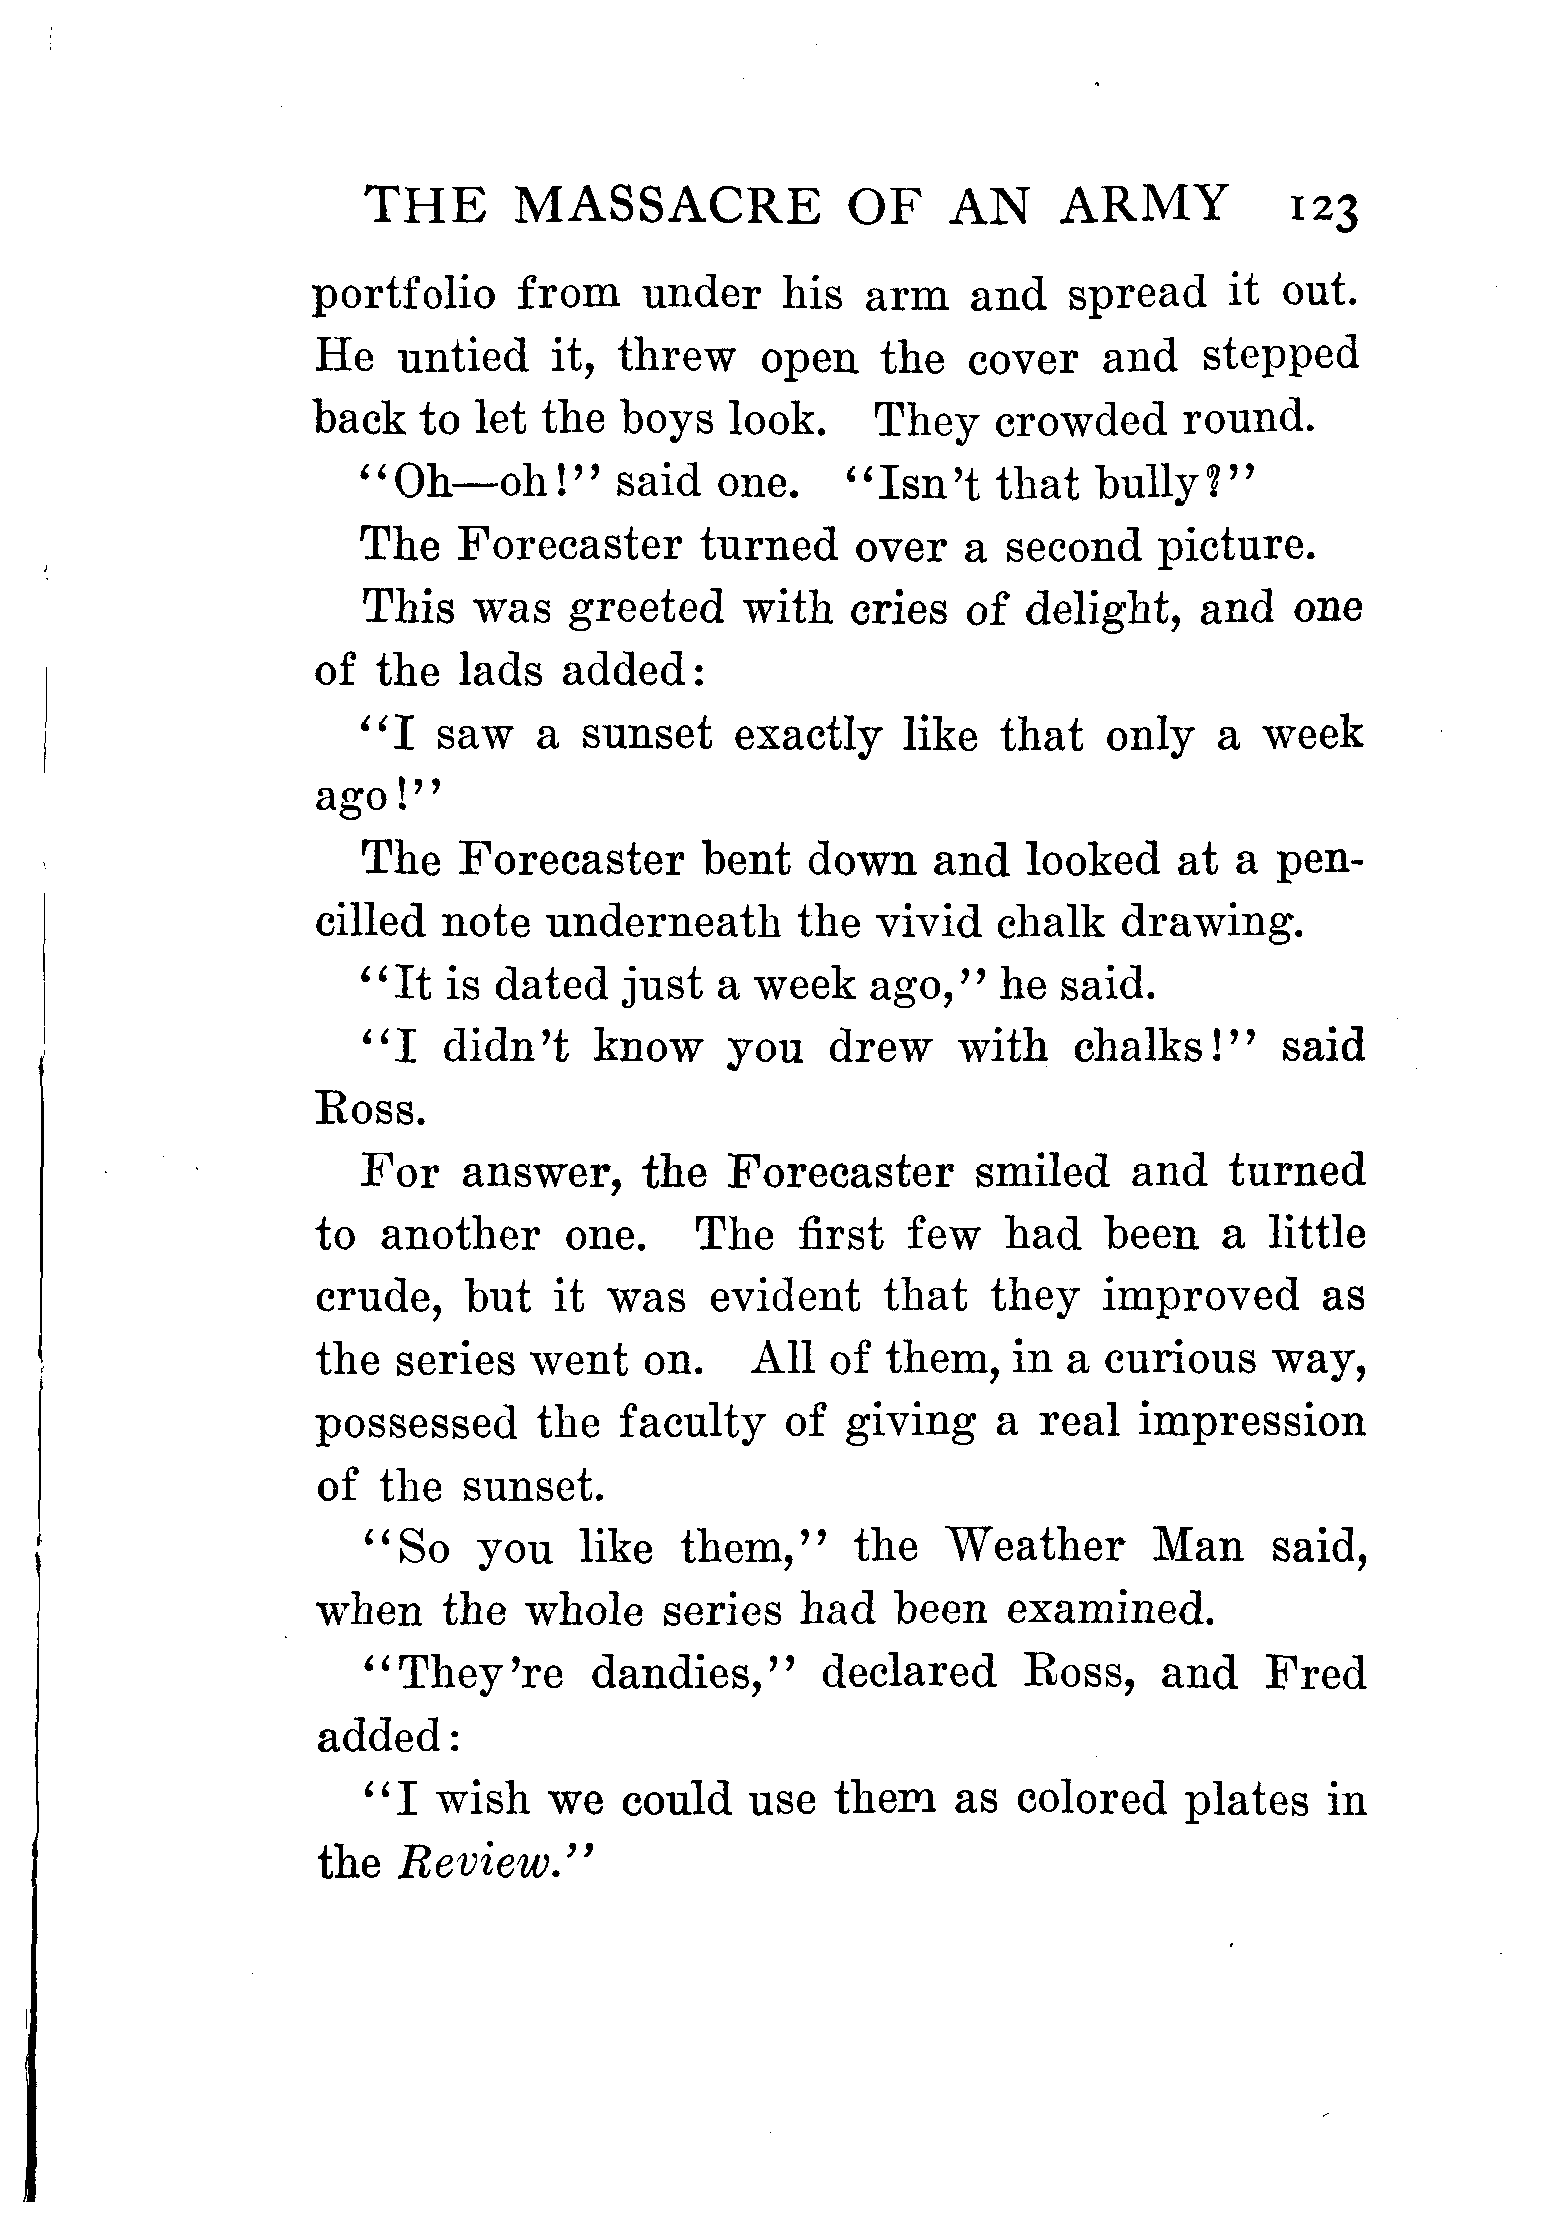 THE MASSACRE OF AN ARMY 123
portfolio from under his arm and spread it out.
He untied it, threw open the cover and stepped
back to let the boys look. They crowded round.
"Oh—oh!" said one. "Isn't that bully?"
The Forecaster turned over a second picture.
This was greeted with cries of delight, and one
of the lads added:
"I saw a sunset exactly like that only a week
ago!"
The Forecaster bent down and looked at a pen-
cilled note underneath the vivid chalk drawing.
"It is dated just a week ago," he said.
"I didn't know you drew with chalks!" said
Ross.
For answer, the Forecaster smiled and turned
to another one. The first few had been a little
crude, but it was evident that they improved as
the series went on. All of them, in a curious way,
possessed the faculty of giving a real impression
of the sunset.
"So you like them," the Weather Man said,
when the whole series had been examined.
"They're dandies," declared Ross, and Fred
added:
"I wish we could use them as colored plates in
the Review."